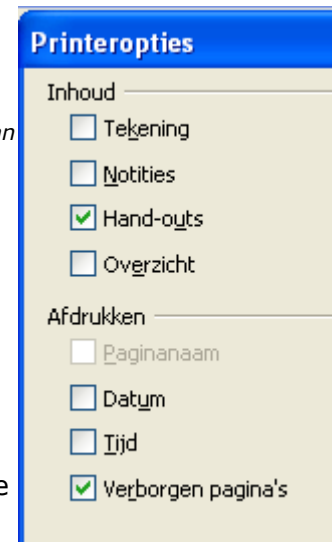 Printeropties
Inhoud
Tekening
Notities
Hand-outs
Overzicht
Afdrukken
Paginanaam
Datum
Tijd
Verborgen pagina's